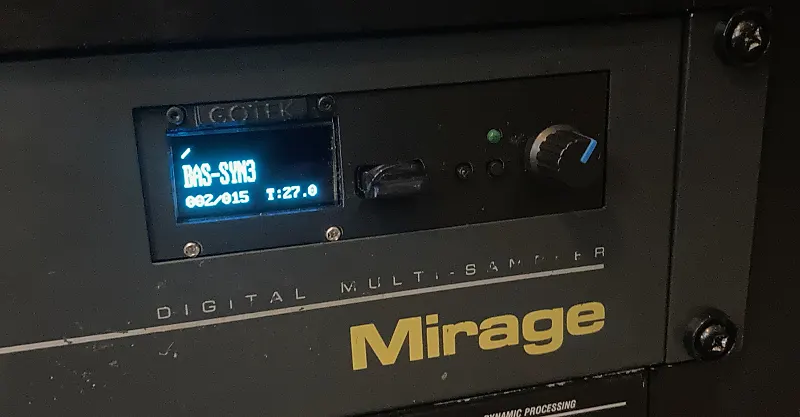 GOTEK
/
BAS-SYN3
002/015 T:27.0
DIGITAL MULTI-SAMPLER
Mirage
DYNAMIC PROCESSING